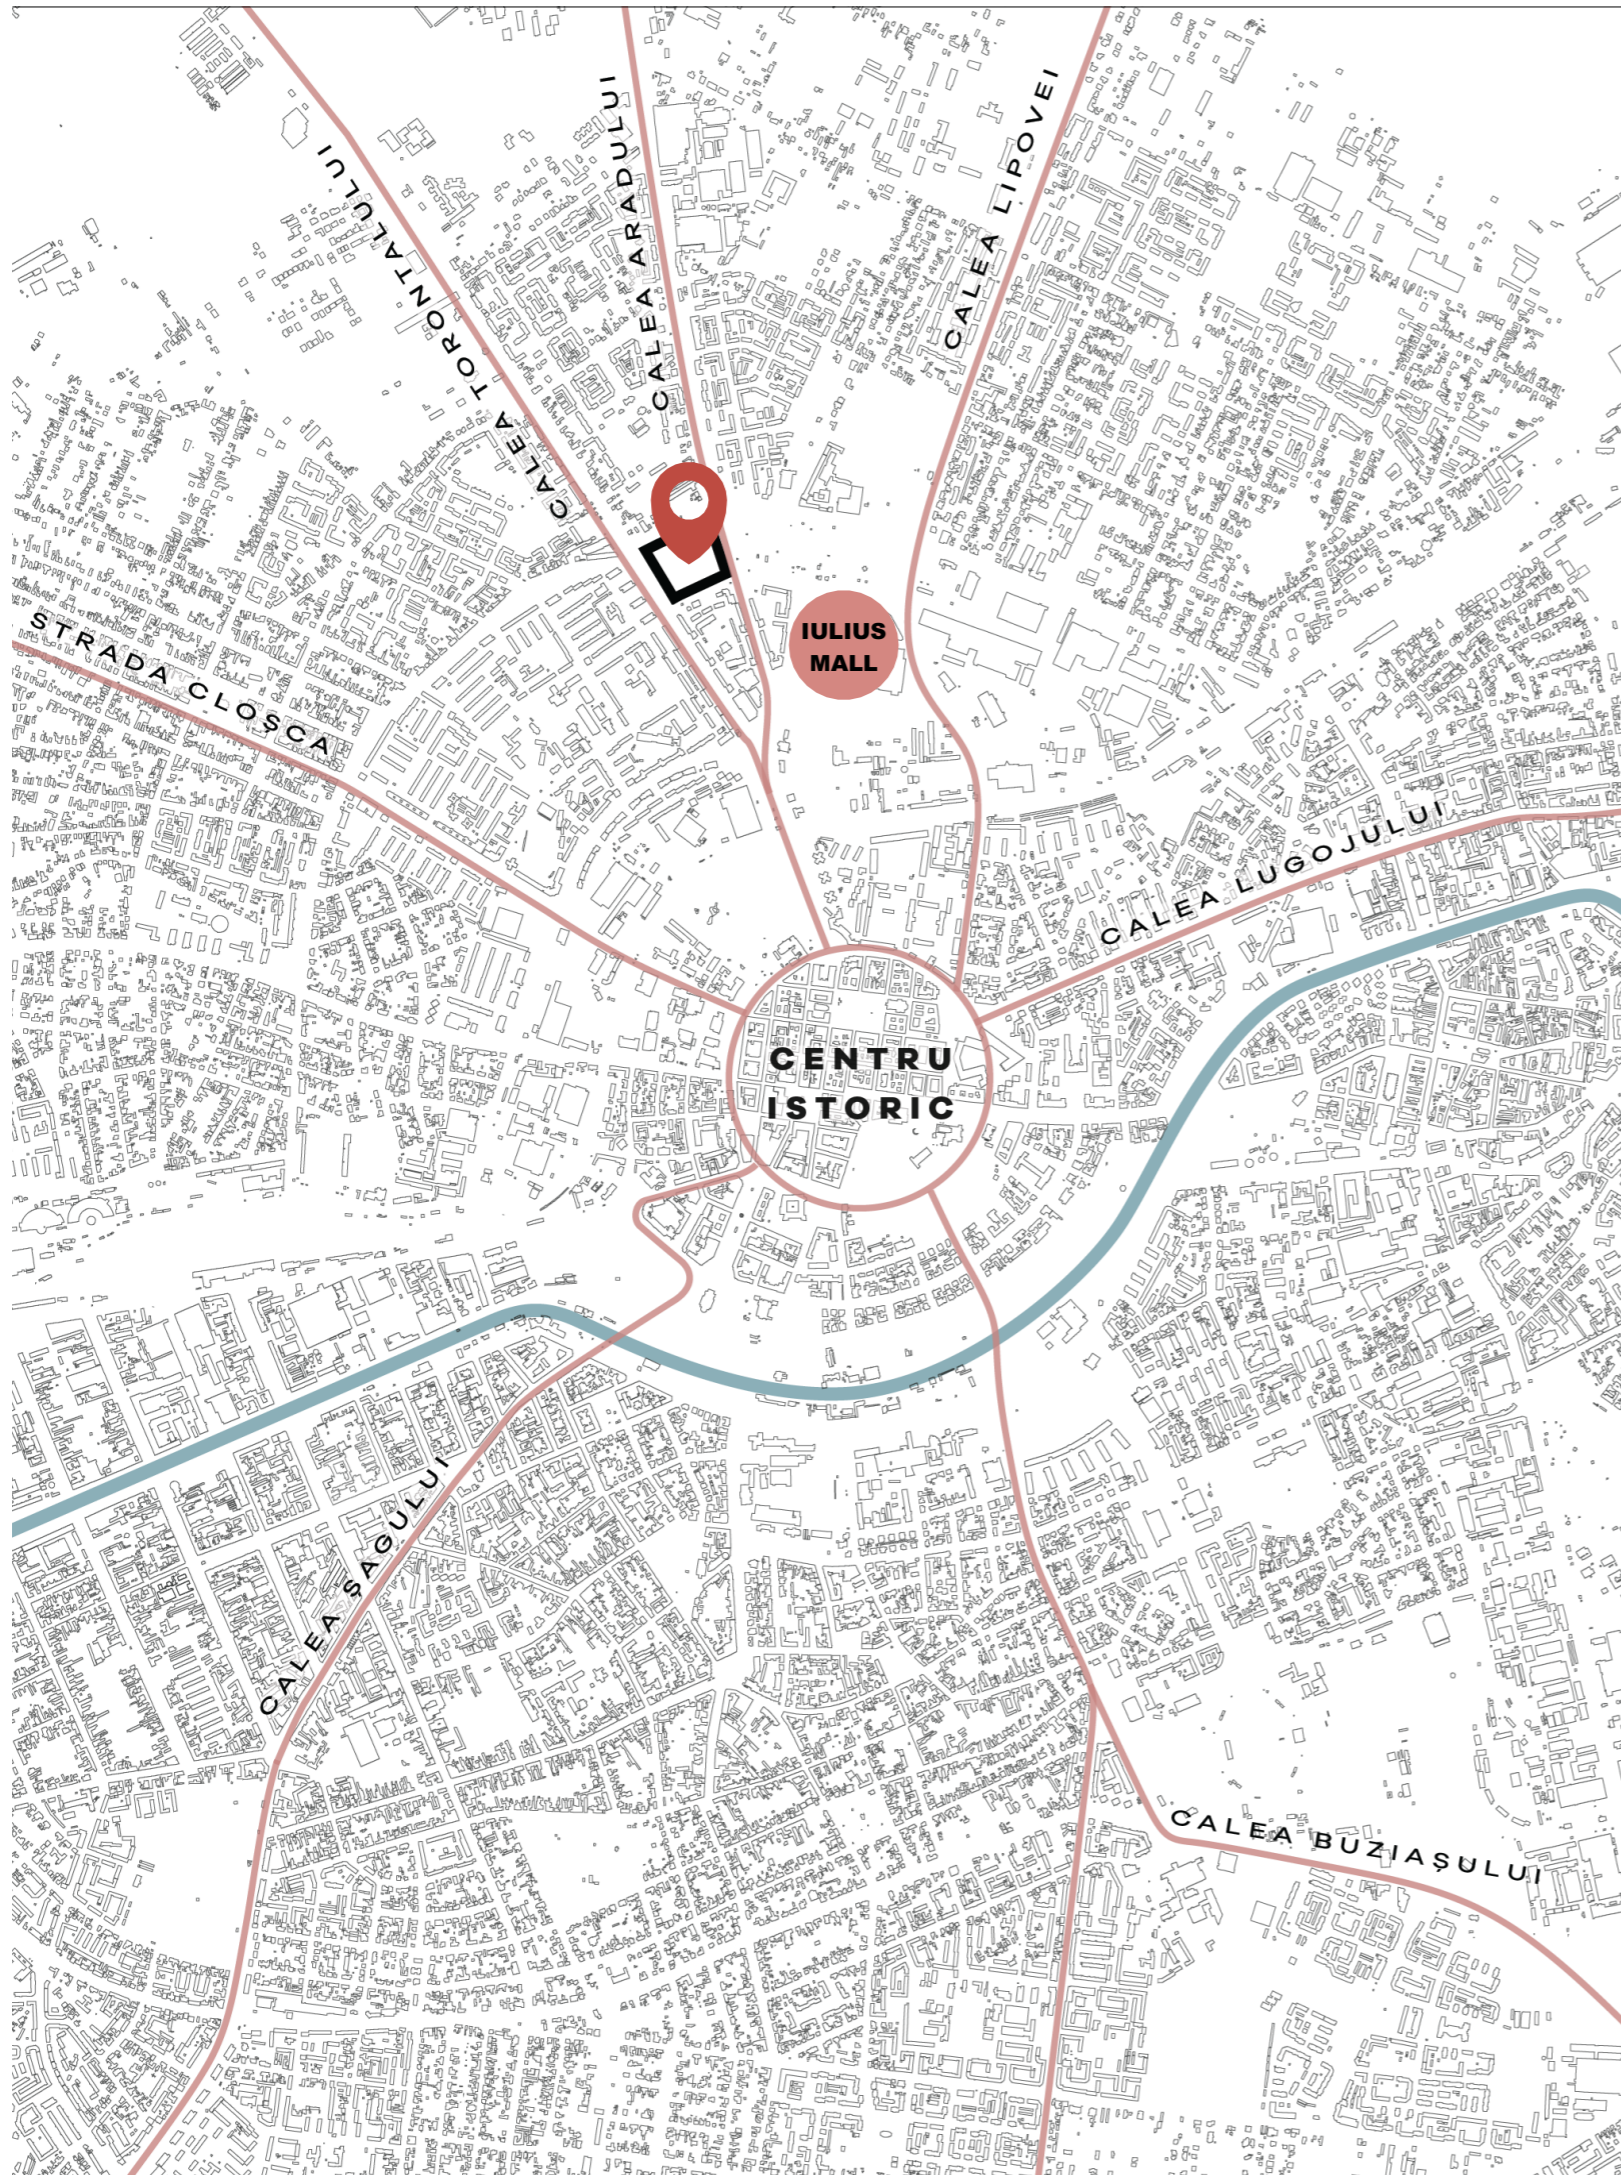 CALEA TORONTALULUI
CALEA ARADULUI
CALEA LIPOVEI
IULIUS
MALL
STRADA CLOȘCA
CALEA LUGOJULUI
CENTRU
ISTORIC
CALEA ȘAGULUI
CALEA BUZIAȘULUI